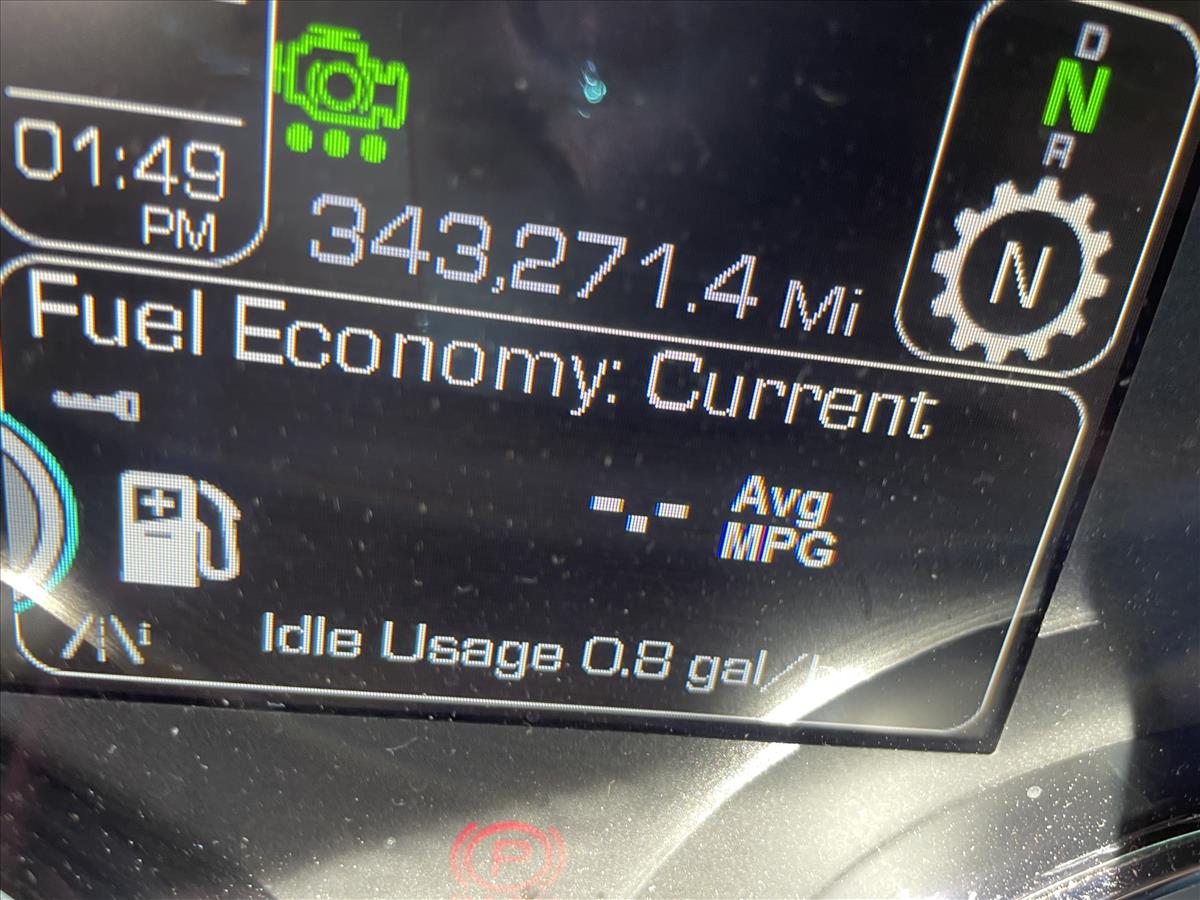 01:49
PM
343,271.4 Mi
D
N
R
N
Fuel Economy: Current
-.-
Avg
MPG
i
Idle Usage 0.8 gal/h
P